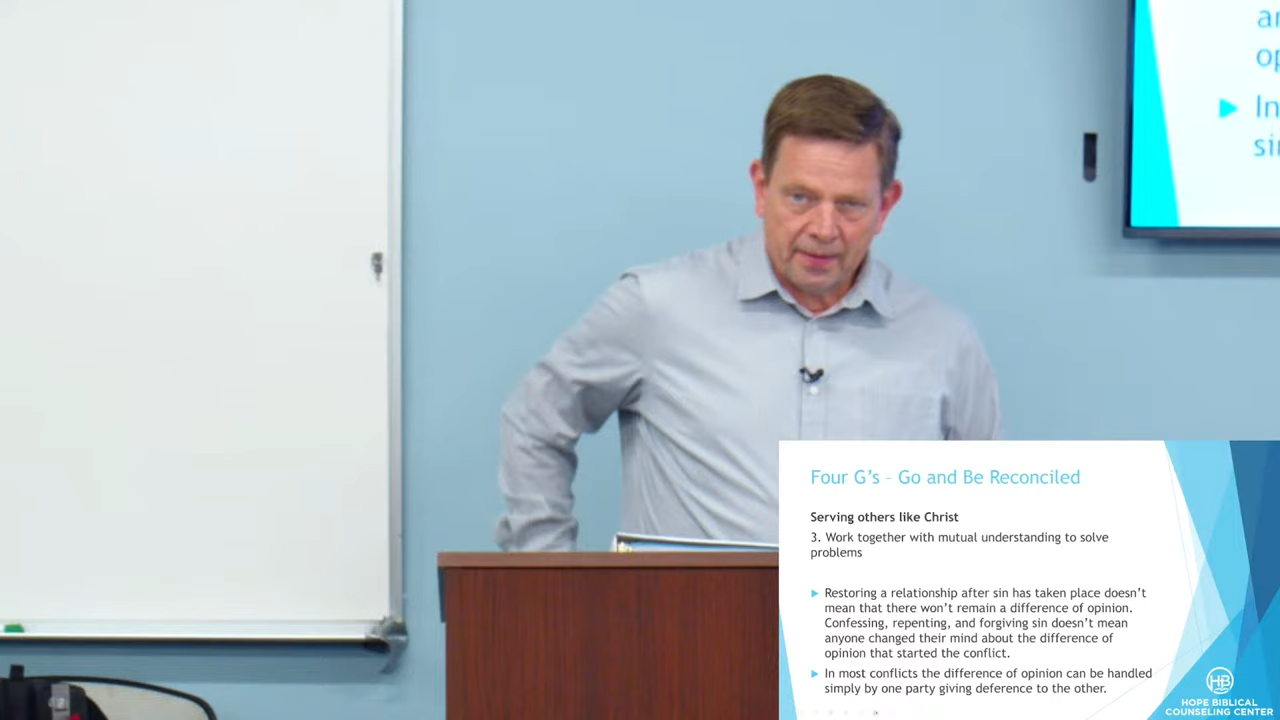 Four G's – Go and Be Reconciled
Serving others like Christ
3. Work together with mutual understanding to solve
problems
Restoring a relationship after sin has taken place doesn't
mean that there won't remain a difference of opinion.
Confessing, repenting, and forgiving sin doesn't mean
anyone changed their mind about the difference of
opinion that started the conflict.
In most conflicts the difference of opinion can be handled
simply by one party giving deference to the other.
HB
HOPE BIBLICAL
COUNSELING CENTER